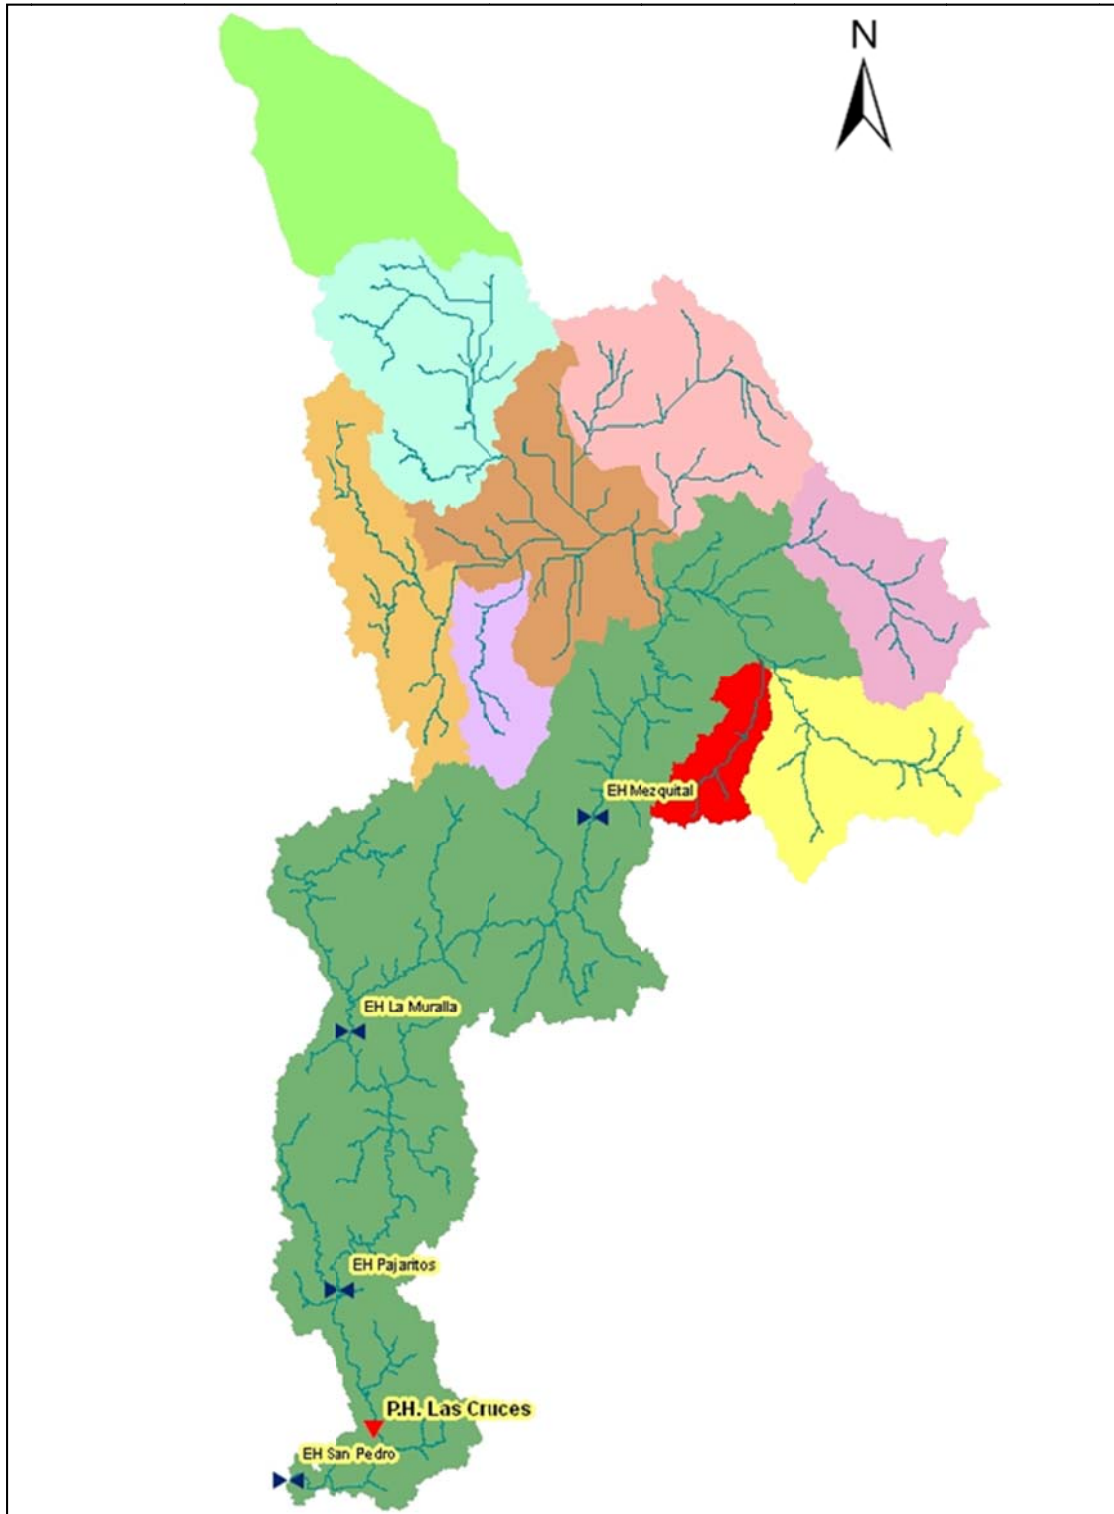 N
EH Mezquital
EH La Muralla
EH Pajaritos
P.H. Las Cruces
EH San Pedro